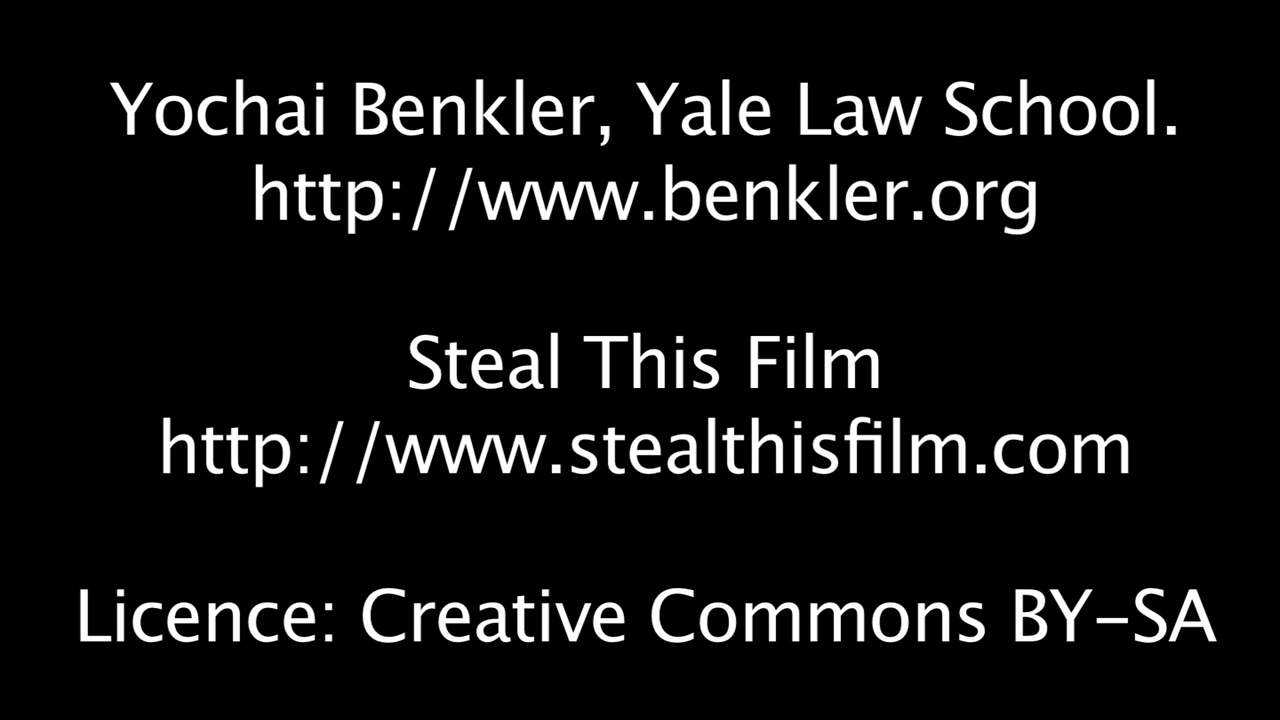 Yochai Benkler, Yale Law School.
http://www.benkler.org
Steal This Film
http://www.stealthisfilm.com
Licence: Creative Commons BY-SA